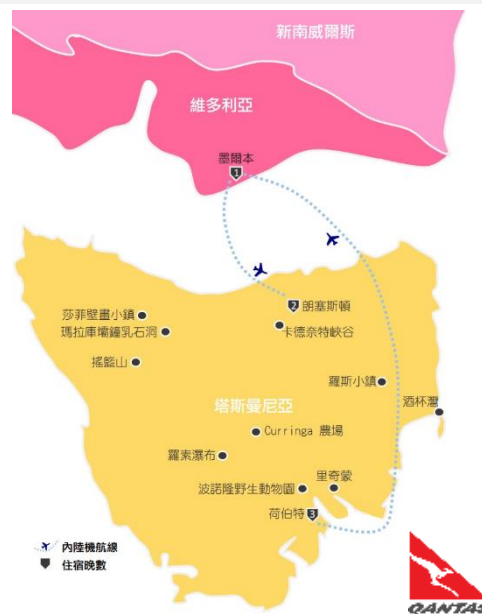 新南威爾斯
維多利亞
墨爾本
1
2 朗塞斯頓
莎菲壁畫小鎮
瑪拉庫壩鐘乳石洞
卡德奈特峽谷
搖籃山
羅斯小鎮
酒杯灣
塔斯曼尼亞
Curringa 農場
羅素瀑布
波諾隆野生動物園
里奇蒙
荷伯特 3
內陸機航線
住宿晚數
QANTAS